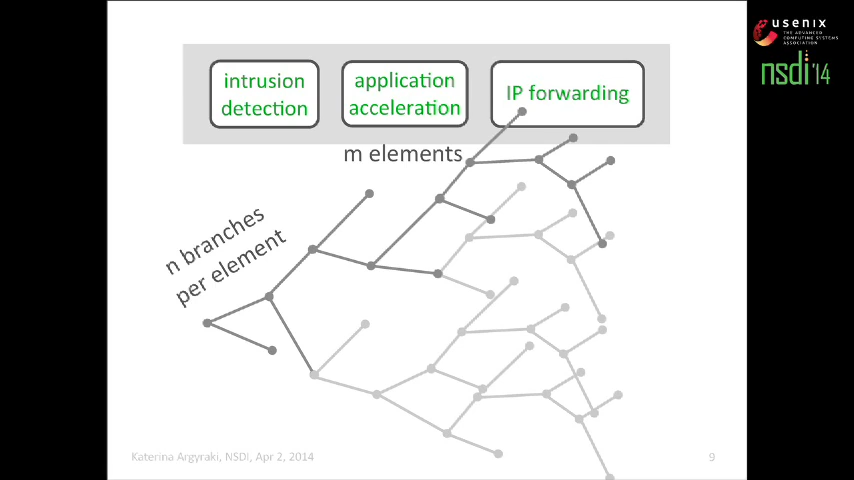 usenix
THE ADVANCED
COMPUTING SYSTEMS
ASSOCIATION
nsdi'14
intrusion
detection
application
acceleration
IP forwarding
m elements
n branches
per element
Katerina Argyraki, NSDI, Apr 2, 2014
9